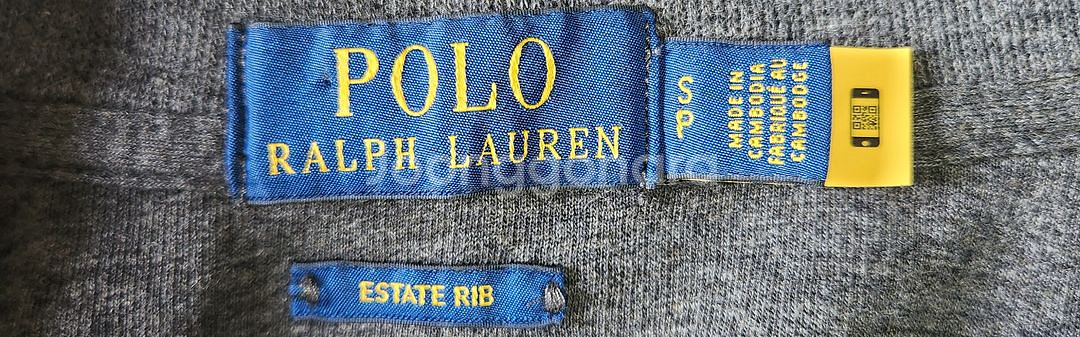 POLO
RALPH LAUREN
S
P
MADE IN
CAMBODIA
FABRIQUÉ AU
CAMBODGE
ESTATE RIB